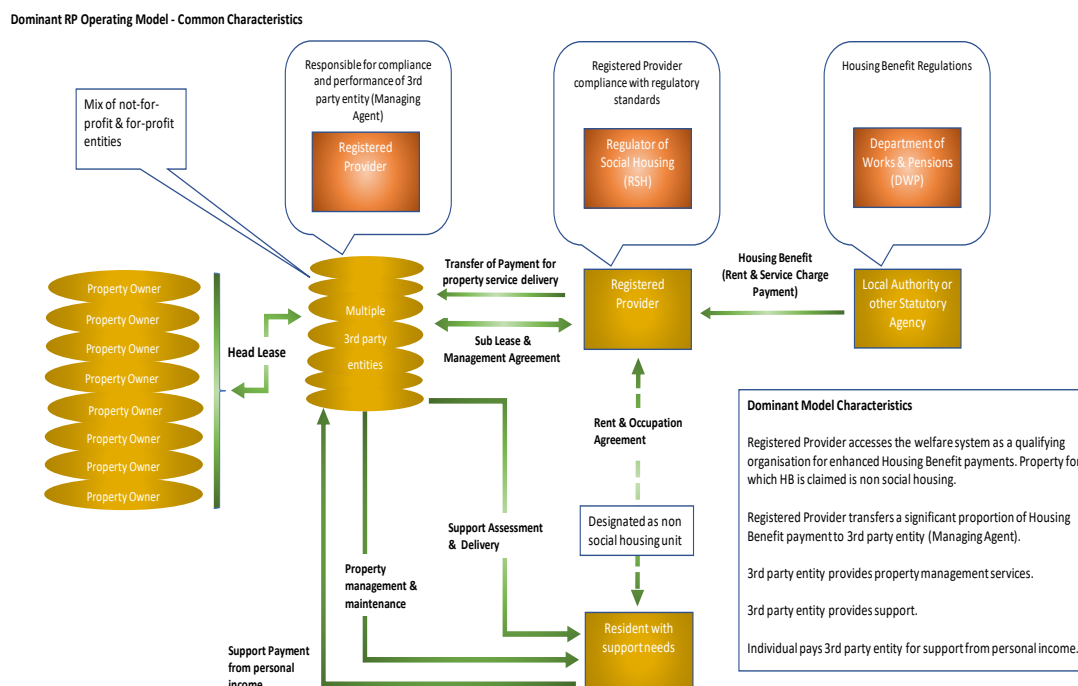 Dominant RP Operating Model - Common Characteristics
Mix of not-for-
profit & for-profit
entities
Responsible for compliance
and performance of 3rd
party entity (Managing
Agent)
Registered
Provider
Registered Provider
compliance with regulatory
standards
Regulator of
Social Housing
(RSH)
Housing Benefit Regulations
Department of
Works & Pensions
(DWP)
Property Owner
Property Owner
Property Owner
Property Owner
Property Owner
Property Owner
Property Owner
Property Owner
Head Lease
Multiple
3rd party
entities
Transfer of Payment for
property service delivery
Sub Lease &
Management Agreement
Registered
Provider
Housing Benefit
(Rent & Service Charge
Payment)
Local Authority or
other Statutory
Agency
Rent & Occupation
Agreement
Designated as non
social housing unit
Support Assessment
& Delivery
Property
management &
maintenance
Support Payment
from personal
income
Resident with
support needs
Dominant Model Characteristics
Registered Provider accesses the welfare system as a qualifying
organisation for enhanced Housing Benefit payments. Property for
which HB is claimed is non social housing.
Registered Provider transfers a significant proportion of Housing
Benefit payment to 3rd party entity (Managing Agent).
3rd party entity provides property management services.
3rd party entity provides support.
Individual pays 3rd party entity for support from personal income.